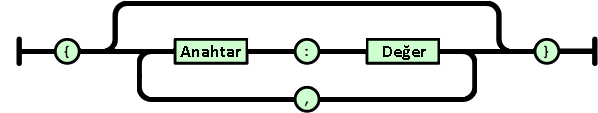 { Anahtar : Değer }
,